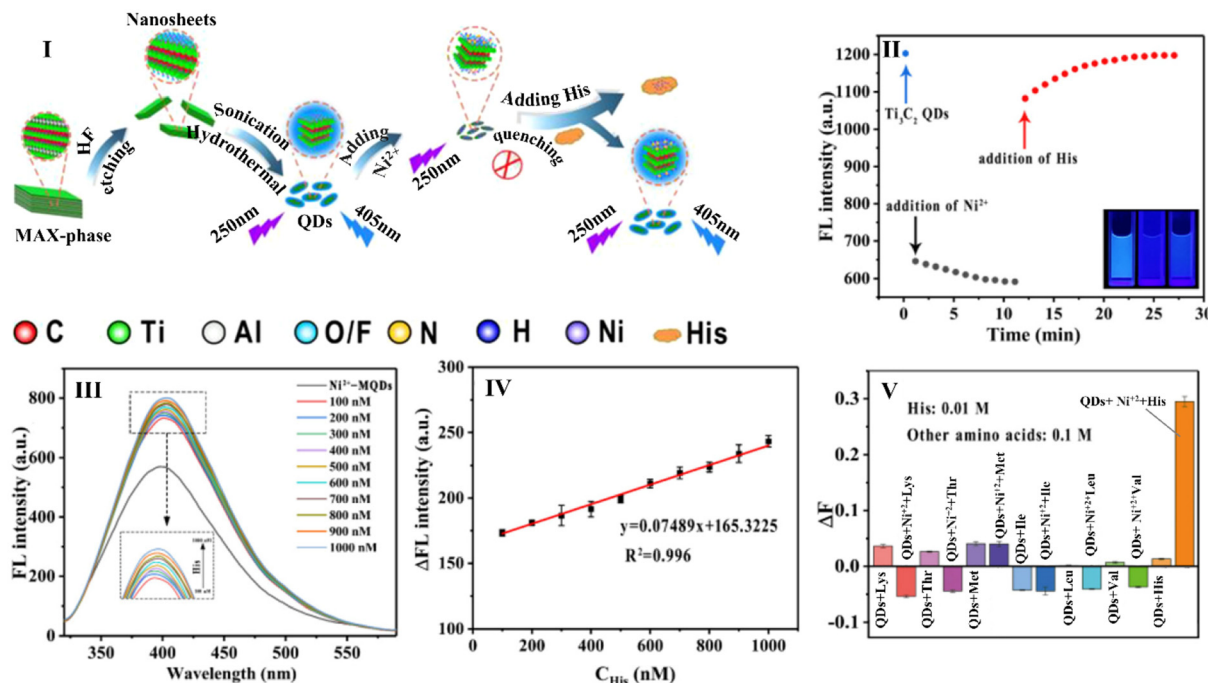 I
Nanosheets
HF
etching
Sonication
Hydrothermal
MAX-phase
250nm
QDs
405nm
Adding
Ni²⁺
250nm
quenching
Adding His
250nm
405nm
C
Ti
Al
O/F
N
H
Ni
His
II
FL intensity (a.u.)
1200
1100
1000
900
800
700
600
Ti₃C₂ QDs
addition of His
addition of Ni²⁺
0
5
10
15
20
25
30
Time (min)
III
FL intensity (a.u.)
800
600
400
200
0
Ni²⁺-MQDs
100 nM
200 nM
300 nM
400 nM
500 nM
600 nM
700 nM
800 nM
900 nM
1000 nM
His
1000 nM
350
400
450
500
550
Wavelength (nm)
IV
ΔFL intensity (a.u.)
300
250
200
150
100
y=0.07489x+165.3225
R²=0.996
0
200
400
600
800
1000
C_His (nM)
V
ΔF
0.3
0.2
0.1
0.0
-0.1
His: 0.01 M
Other amino acids: 0.1 M
QDs+ Ni⁺²+His
QDs+Lys
QDs+Ni⁺²+Lys
QDs+Thr
QDs+Ni⁺²+Thr
QDs+Met
QDs+Ni⁺²+Met
QDs+Ile
QDs+Ni⁺²+Ile
QDs+Leu
QDs+Ni⁺²Leu
QDs+Val
QDs+ Ni⁺²Val
QDs+His